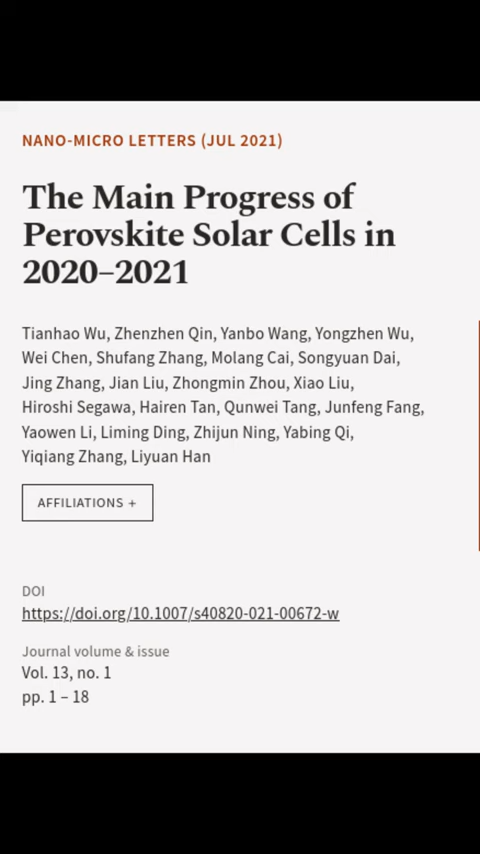 NANO-MICRO LETTERS (JUL 2021)
The Main Progress of
Perovskite Solar Cells in
2020–2021
Tianhao Wu, Zhenzhen Qin, Yanbo Wang, Yongzhen Wu,
Wei Chen, Shufang Zhang, Molang Cai, Songyuan Dai,
Jing Zhang, Jian Liu, Zhongmin Zhou, Xiao Liu,
Hiroshi Segawa, Hairen Tan, Qunwei Tang, Junfeng Fang,
Yaowen Li, Liming Ding, Zhijun Ning, Yabing Qi,
Yiqiang Zhang, Liyuan Han
AFFILIATIONS +
DOI
https://doi.org/10.1007/s40820-021-00672-w
Journal volume & issue
Vol. 13, no. 1
pp. 1 – 18